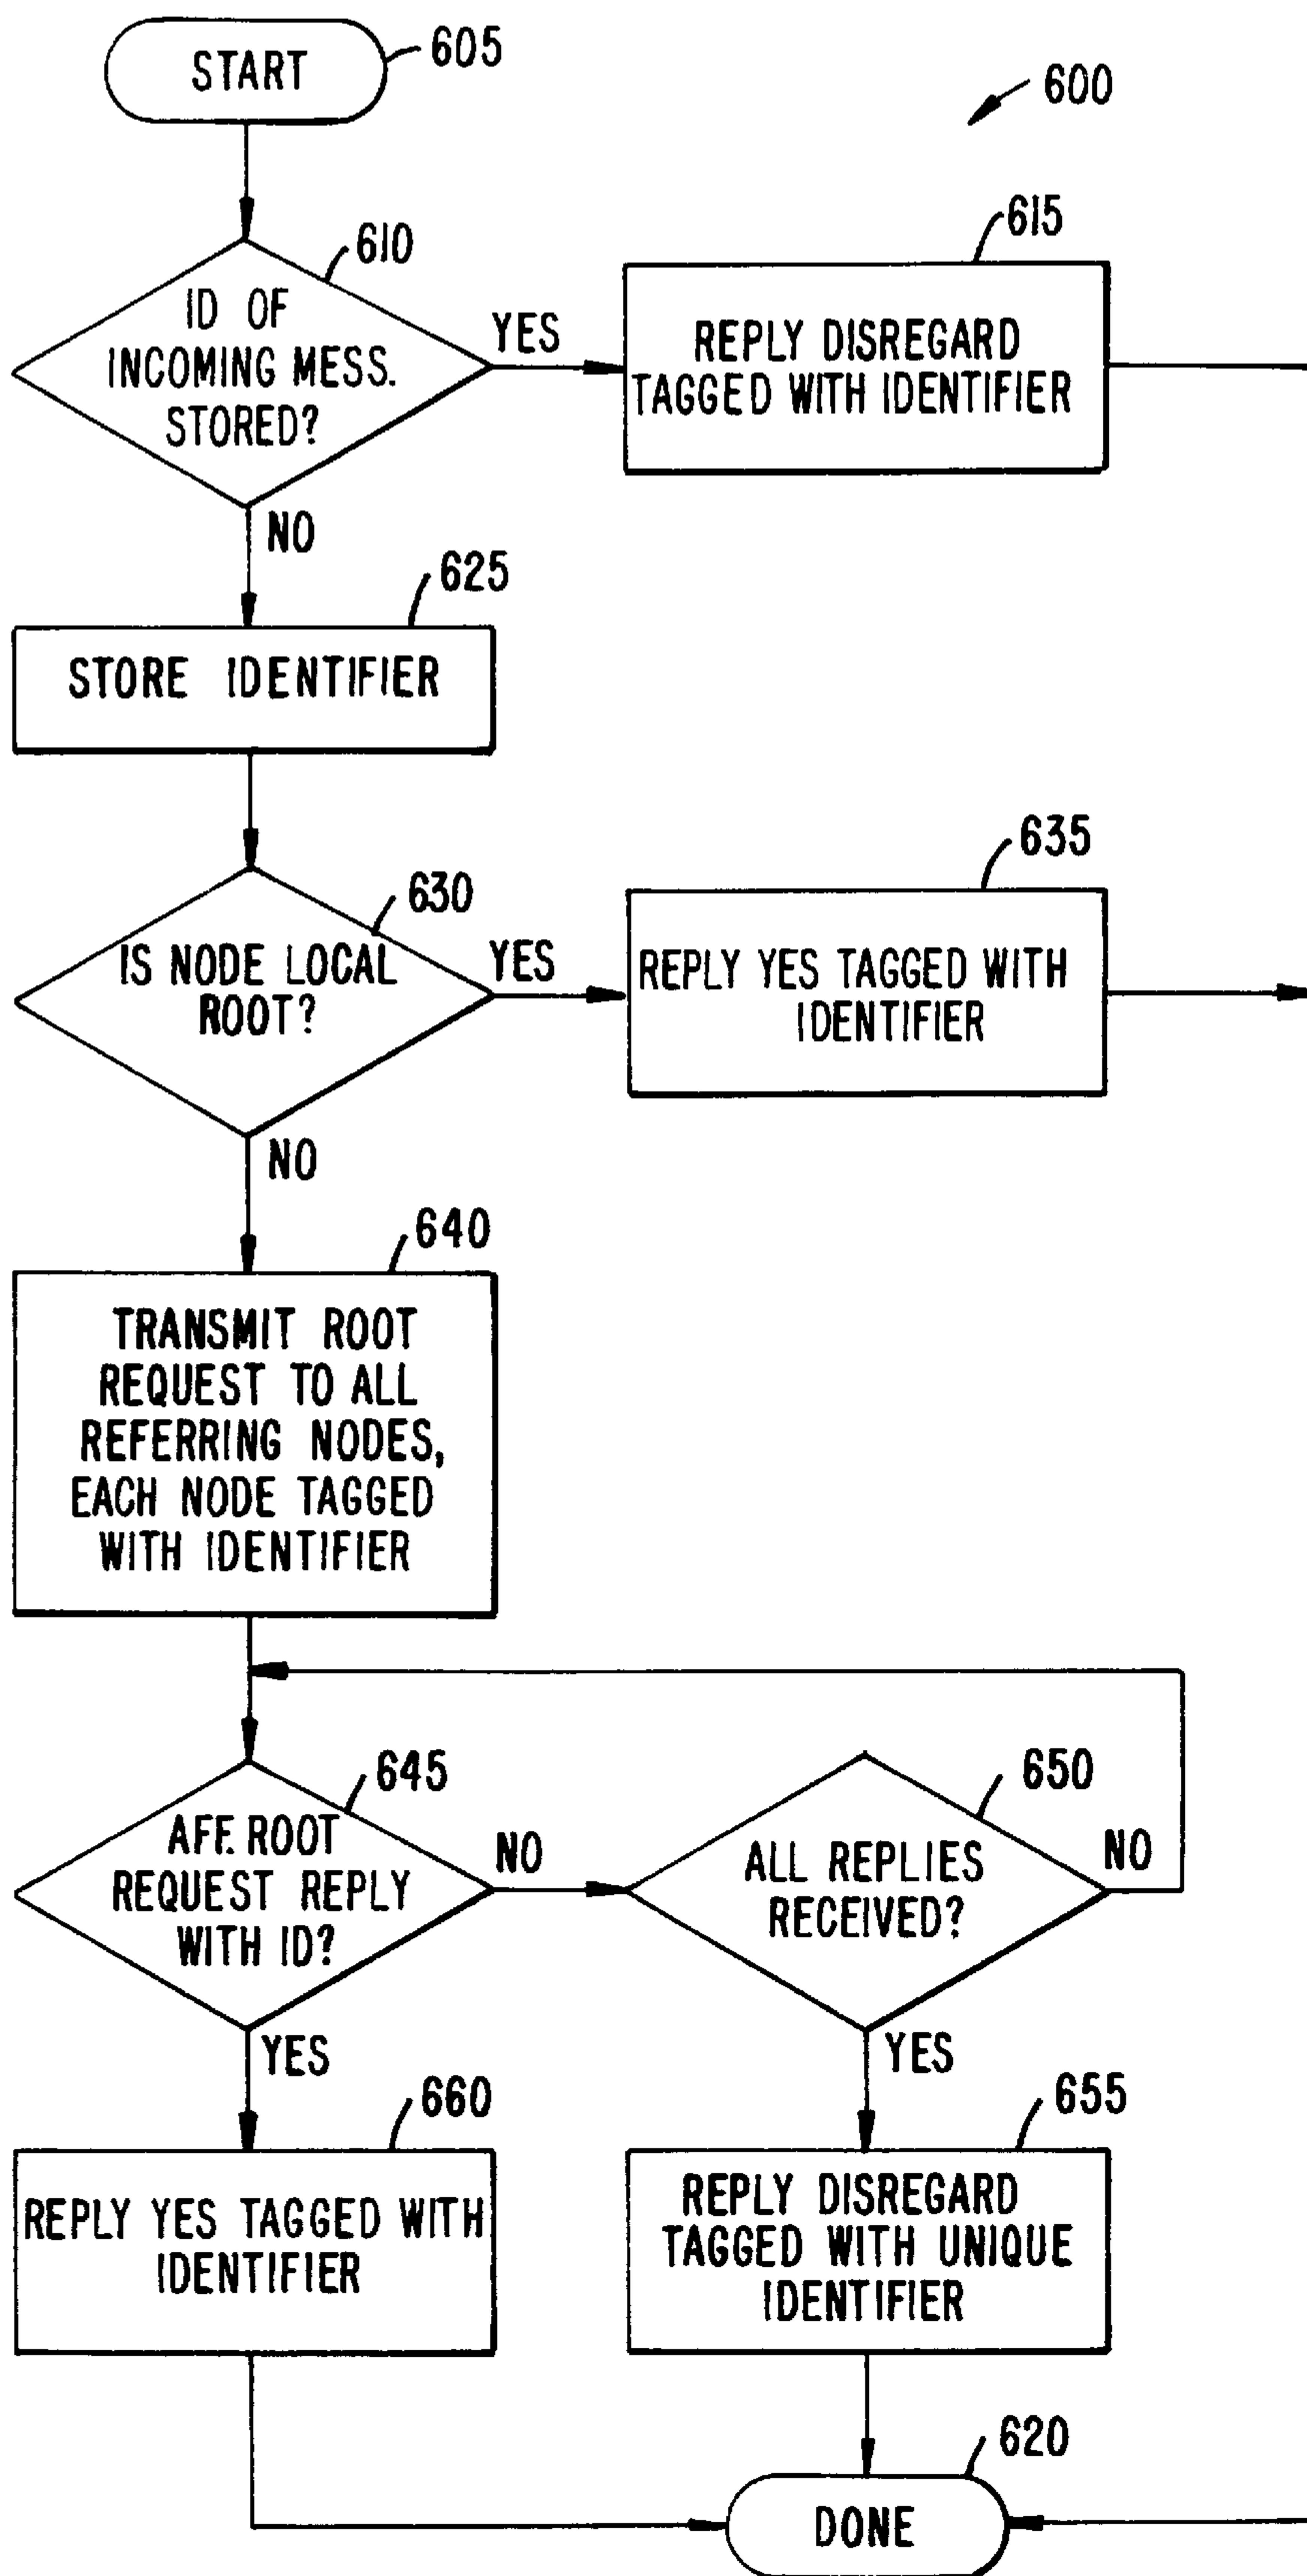 START
605
600
610
ID OF
INCOMING MESS.
STORED?
YES
615
REPLY DISREGARD
TAGGED WITH IDENTIFIER
NO
625
STORE IDENTIFIER
630
IS NODE LOCAL
ROOT?
YES
635
REPLY YES TAGGED WITH
IDENTIFIER
NO
640
TRANSMIT ROOT
REQUEST TO ALL
REFERRING NODES,
EACH NODE TAGGED
WITH IDENTIFIER
645
AFF. ROOT
REQUEST REPLY
WITH ID?
NO
650
ALL REPLIES
RECEIVED?
NO
YES
660
REPLY YES TAGGED WITH
IDENTIFIER
YES
655
REPLY DISREGARD
TAGGED WITH UNIQUE
IDENTIFIER
620
DONE